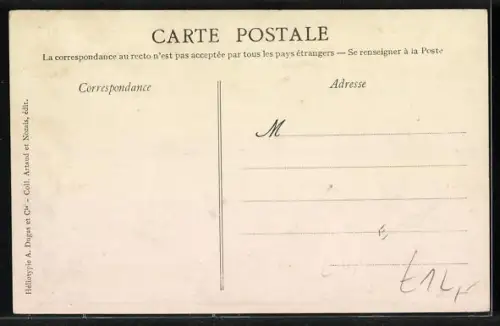 CARTE POSTALE
La correspondance au recto n'est pas acceptée par tous les pays étrangers — Se renseigner à la Poste
Correspondance
Adresse
M
Héliotypie A. Dugas et Cie - Coll. Artaud et Nozais, édit.